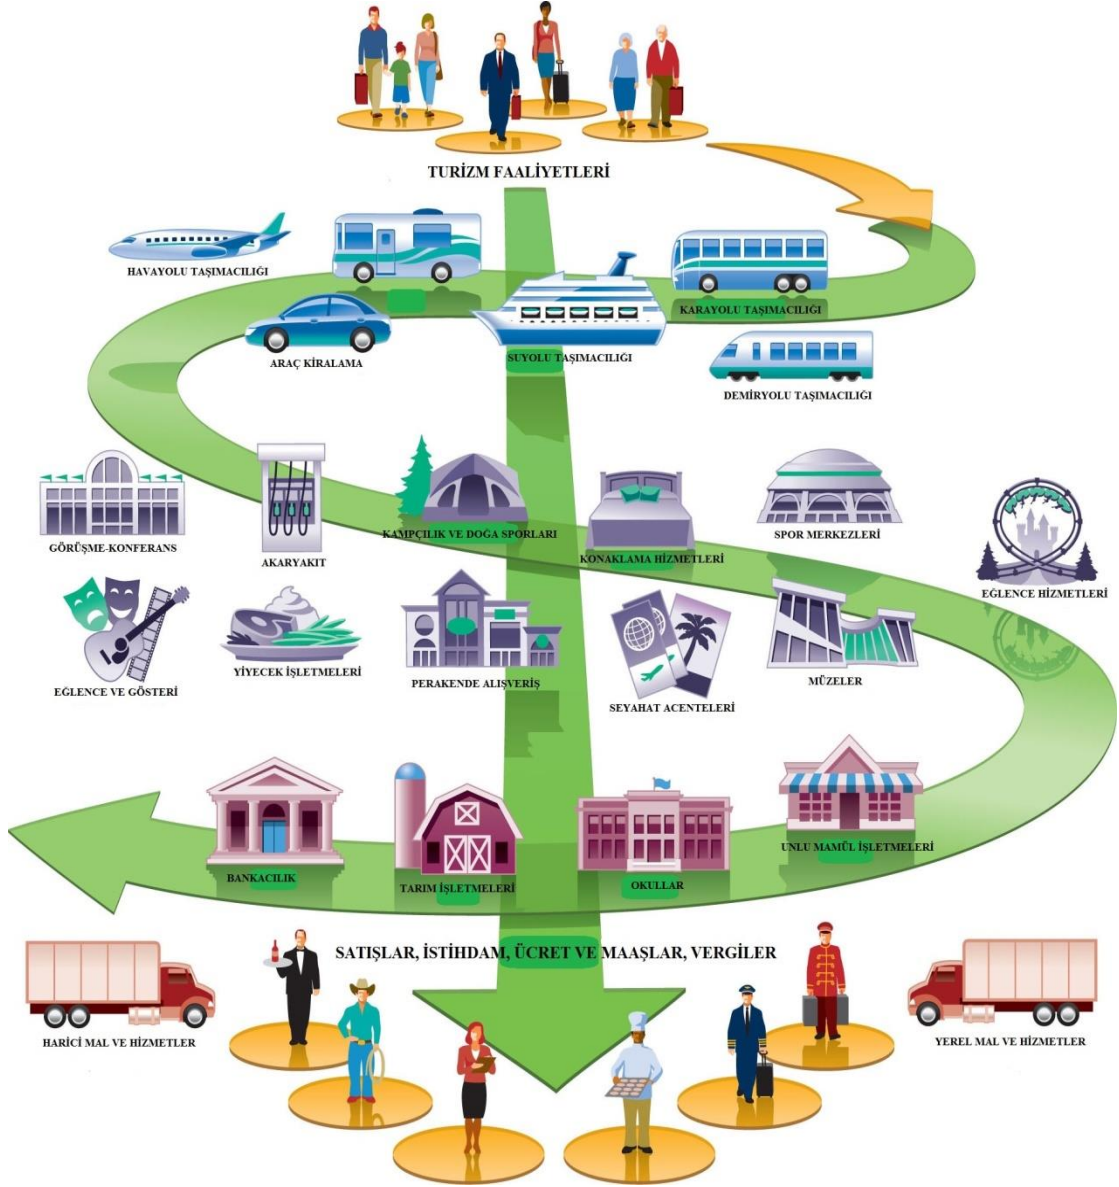 TURİZM FAALİYETLERİ
HAVAYOLU TAŞIMACILIĞI
KARAYOLU TAŞIMACILIĞI
ARAÇ KİRALAMA
SUYOLU TAŞIMACILIĞI
DEMİRYOLU TAŞIMACILIĞI
GÖRÜŞME-KONFERANS
AKARYAKIT
KAMPÇILIK VE DOĞA SPORLARI
KONAKLAMA HİZMETLERİ
SPOR MERKEZLERİ
EĞLENCE HİZMETLERİ
EĞLENCE VE GÖSTERİ
YİYECEK İŞLETMELERİ
PERAKENDE ALIŞVERİŞ
SEYAHAT ACENTELERİ
MÜZELER
BANKACILIK
TARIM İŞLETMELERİ
OKULLAR
UNLU MAMÜL İŞLETMELERİ
SATIŞLAR, İSTİHDAM, ÜCRET VE MAAŞLAR, VERGİLER
HARİCİ MAL VE HİZMETLER
YEREL MAL VE HİZMETLER